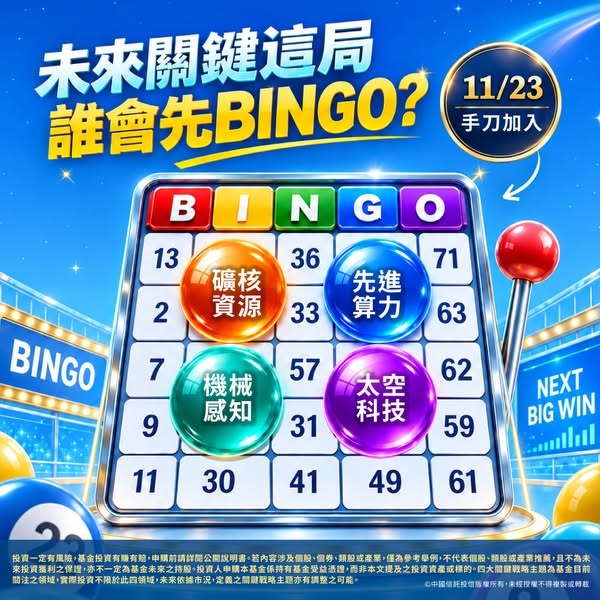 未來關鍵這局
誰會先BINGO?
11/23
手刀加入
B I N G O
13 36 71
礦核
資源
先進
算力
2 33 63
7 57 62
機械
感知
太空
科技
9 31 59
11 30 41 49 61
BINGO
NEXT
BIG WIN
投資一定有風險,基金投資有賺有賠,申購前請詳閱公開說明書。若內容涉及個股、個券、類股或產業,僅為參考舉例,不代表個股、類股或產業推薦,且不為未
來投資獲利之保證,亦不一定為基金未來之持股。投資人申購本基金係持有基金受益憑證,而非本文提及之投資資產或標的。四大關鍵戰略主題為基金目前
關注之領域,實際投資不限於此四領域,未來依據市況,定義之關鍵戰略主題亦有調整之可能。
©中國信託投信版權所有,未經授權不得複製或轉載